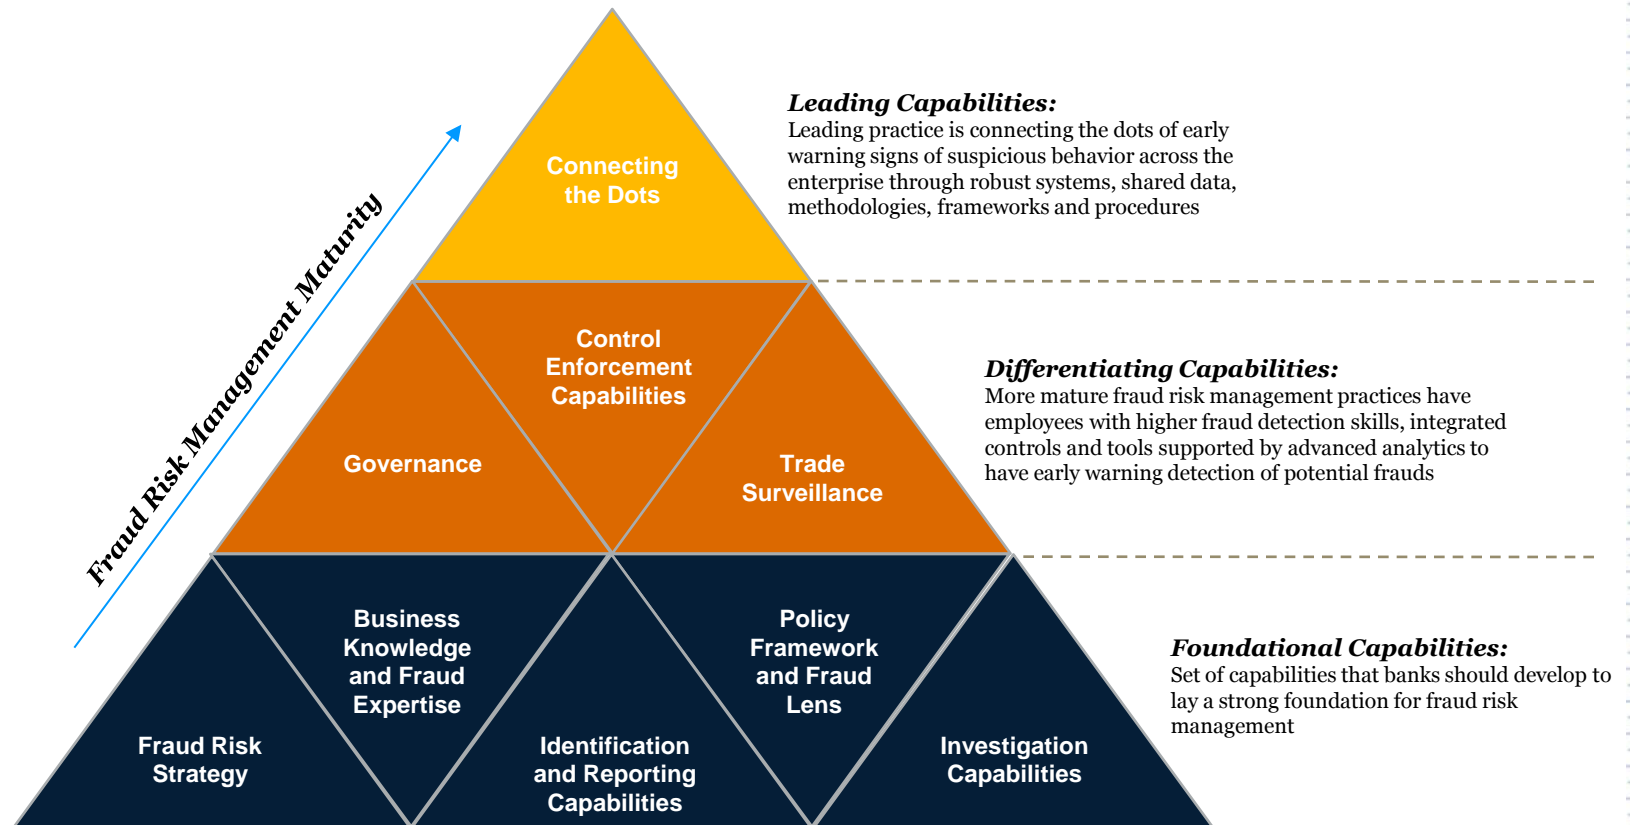 Leading Capabilities:
Leading practice is connecting the dots of early
warning signs of suspicious behavior across the
enterprise through robust systems, shared data,
methodologies, frameworks and procedures
Connecting
the Dots
Fraud Risk Management Maturity
Control
Enforcement
Capabilities
Governance
Trade
Surveillance
Differentiating Capabilities:
More mature fraud risk management practices have
employees with higher fraud detection skills, integrated
controls and tools supported by advanced analytics to
have early warning detection of potential frauds
Business
Knowledge
and Fraud
Expertise
Policy
Framework
and Fraud
Lens
Fraud Risk
Strategy
Identification
and Reporting
Capabilities
Investigation
Capabilities
Foundational Capabilities:
Set of capabilities that banks should develop to
lay a strong foundation for fraud risk
management